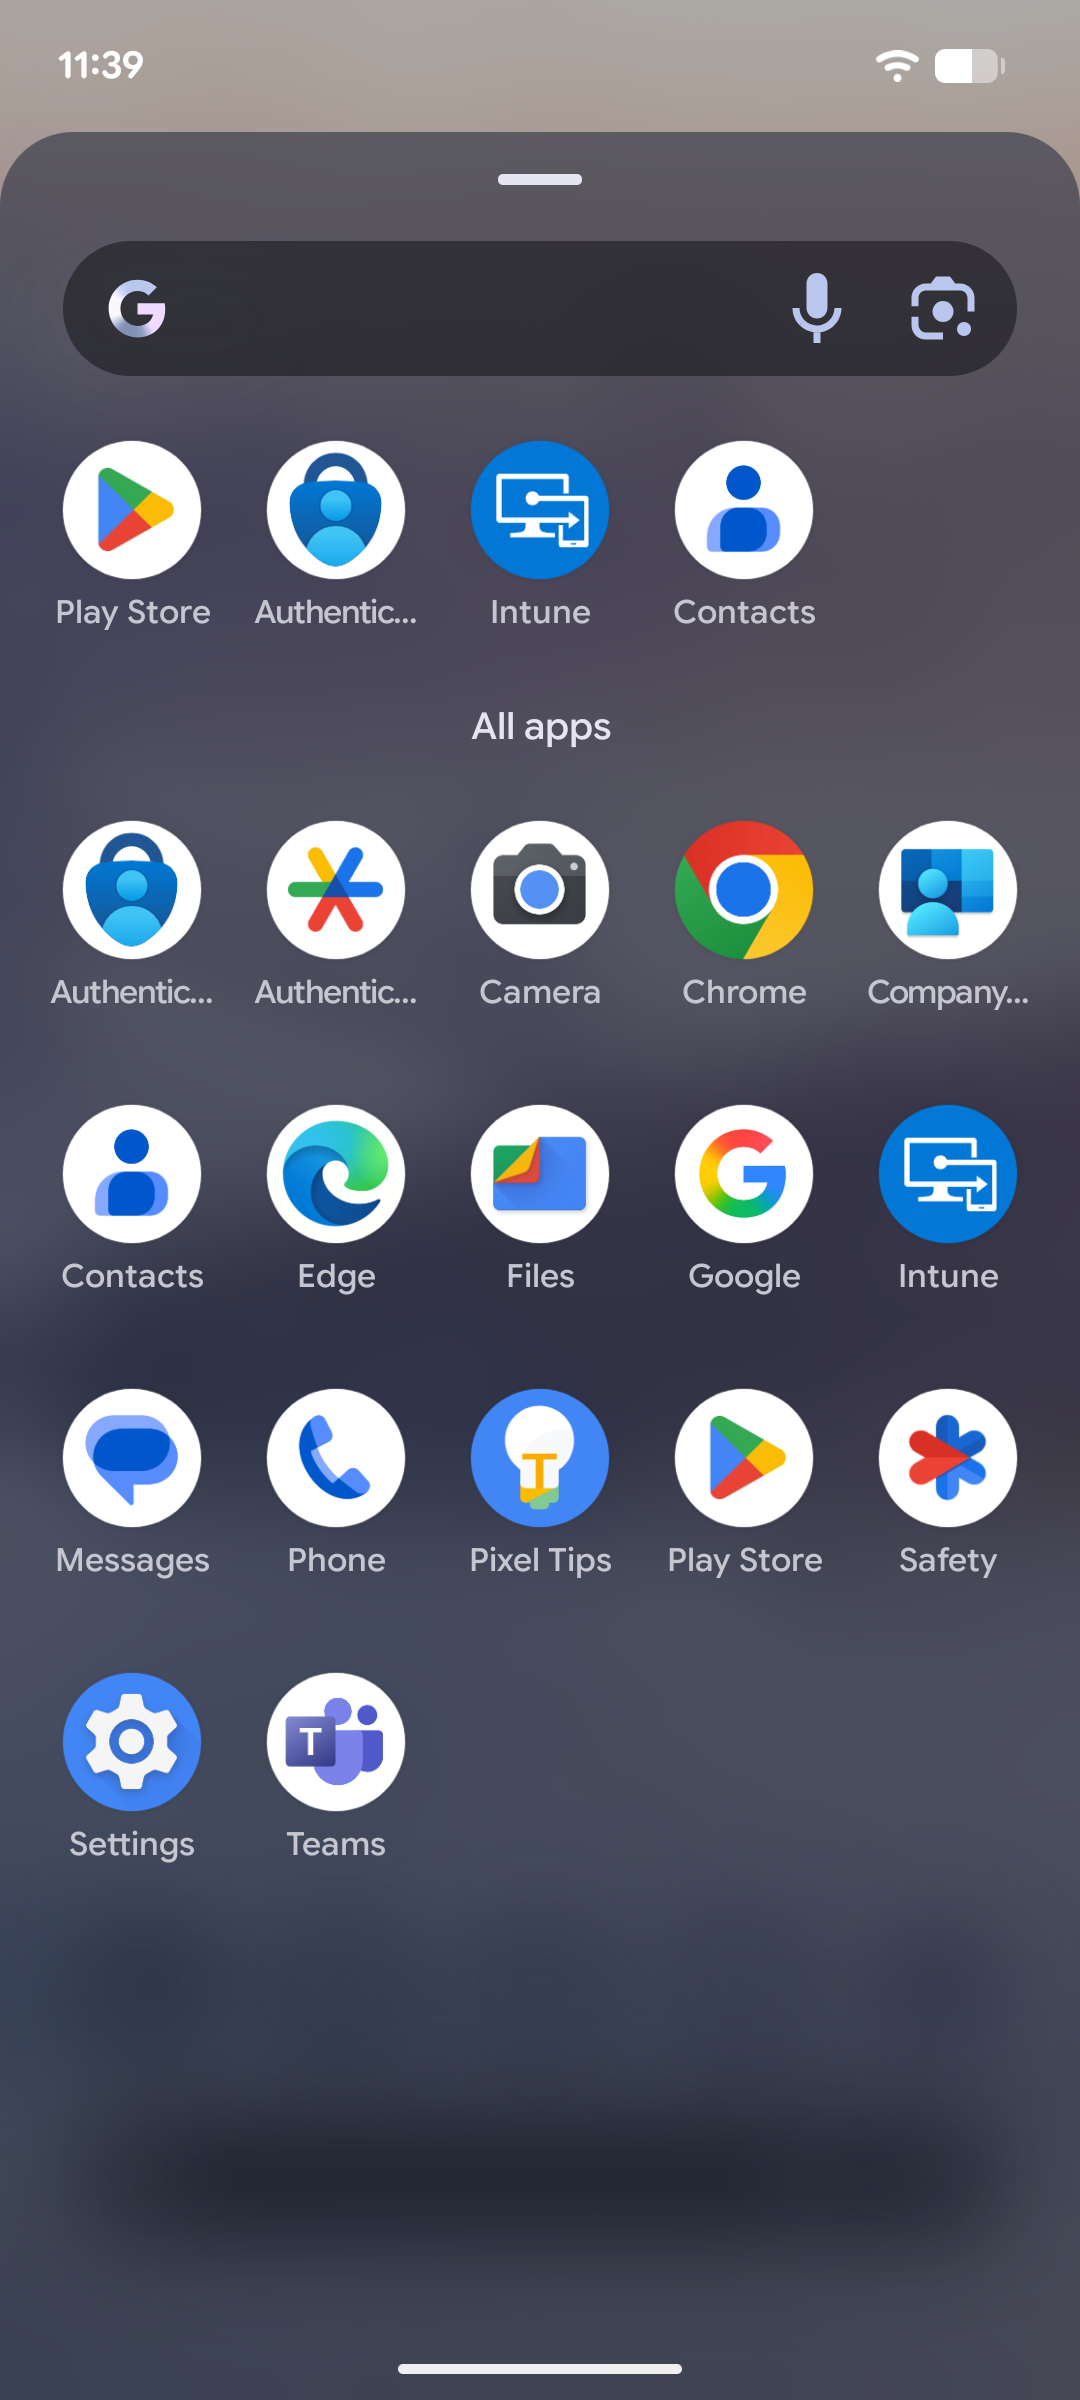 11:39
Play Store Authentic... Intune Contacts
All apps
Authentic... Authentic... Camera Chrome Company...
Contacts Edge Files Google Intune
Messages Phone Pixel Tips Play Store Safety
Settings Teams